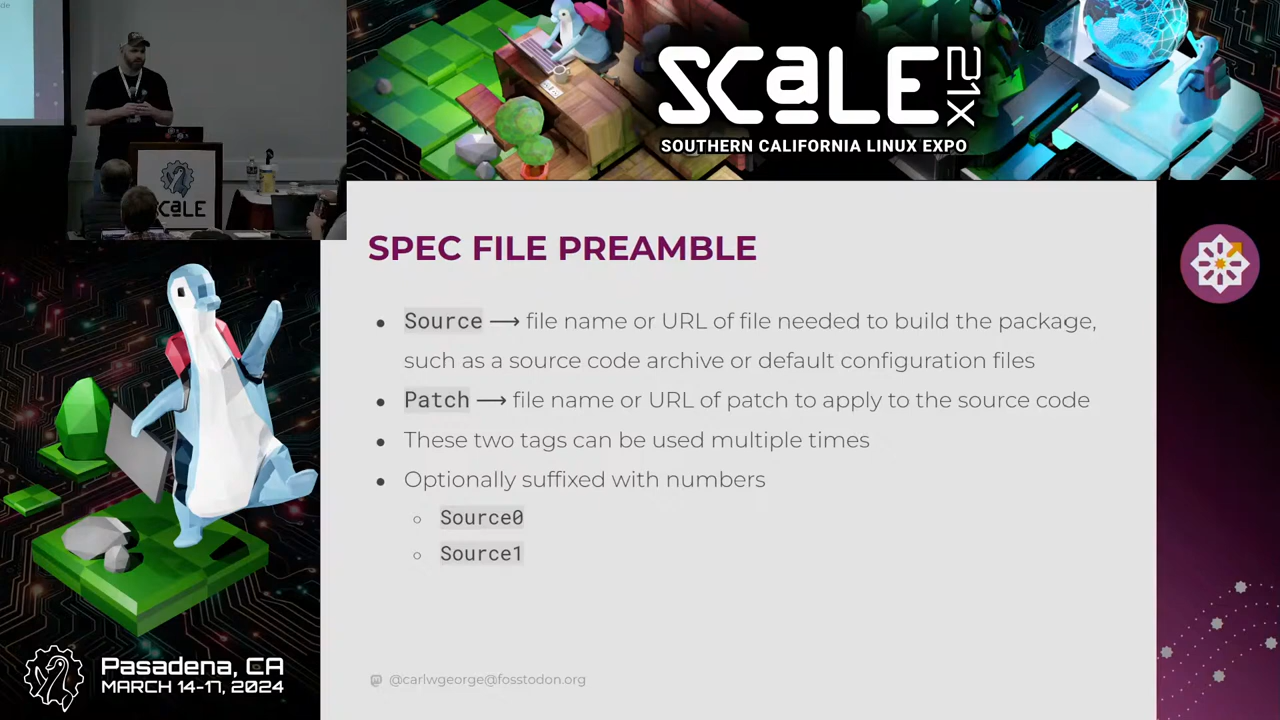 SCALE 21X
SOUTHERN CALIFORNIA LINUX EXPO
SCALE
SPEC FILE PREAMBLE
● Source ⟶ file name or URL of file needed to build the package,
such as a source code archive or default configuration files
● Patch ⟶ file name or URL of patch to apply to the source code
● These two tags can be used multiple times
● Optionally suffixed with numbers
○ Source0
○ Source1
@carlwgeorge@fosstodon.org
Pasadena, CA
MARCH 14-17, 2024